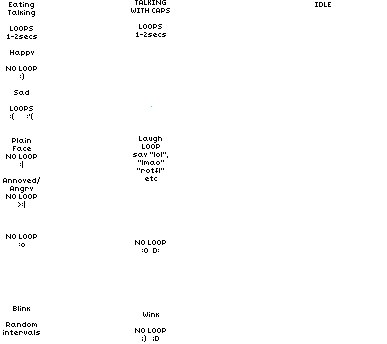 Eating
Talking
LOOPS
1-2secs
Happy
NO LOOP
:)
Sad
LOOPS
:( :'(
Plain
Face
NO LOOP
:|
Annoyed/
Angry
NO LOOP
>:|
NO LOOP
:o
Blink
Random
intervals
TALKING
WITH CAPS
LOOPS
1-2secs
Laugh
LOOP
say "lol",
"lmao"
"rotfl"
etc
NO LOOP
:O D:
Wink
NO LOOP
;) ;D
IDLE